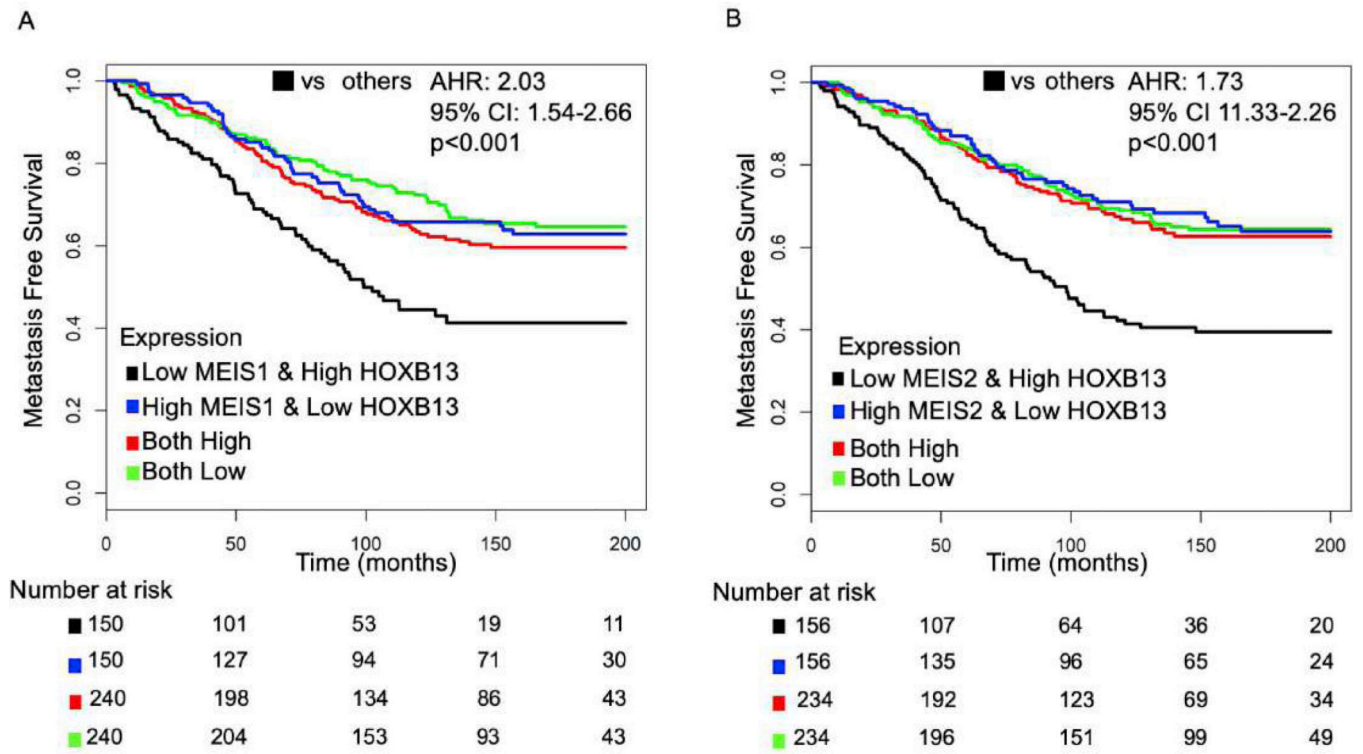 A
vs others AHR: 2.03
95% CI: 1.54-2.66
p<0.001
Metastasis Free Survival
1.0
0.8
0.6
0.4
0.2
0.0
Expression
Low MEIS1 & High HOXB13
High MEIS1 & Low HOXB13
Both High
Both Low
0 50 100 150 200
Time (months)
Number at risk
150 101 53 19 11
150 127 94 71 30
240 198 134 86 43
240 204 153 93 43
B
vs others AHR: 1.73
95% CI 11.33-2.26
p<0.001
Metastasis Free Survival
1.0
0.8
0.6
0.4
0.2
0.0
Expression
Low MEIS2 & High HOXB13
High MEIS2 & Low HOXB13
Both High
Both Low
0 50 100 150 200
Time (months)
Number at risk
156 107 64 36 20
156 135 96 65 24
234 192 123 69 34
234 196 151 99 49